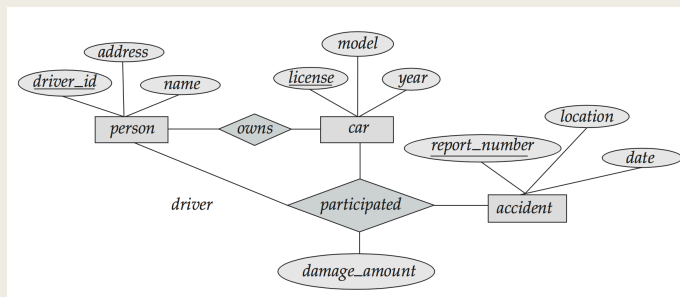 model
address
driver_id
name
license
year
location
person
owns
car
report_number
date
driver
participated
accident
damage_amount